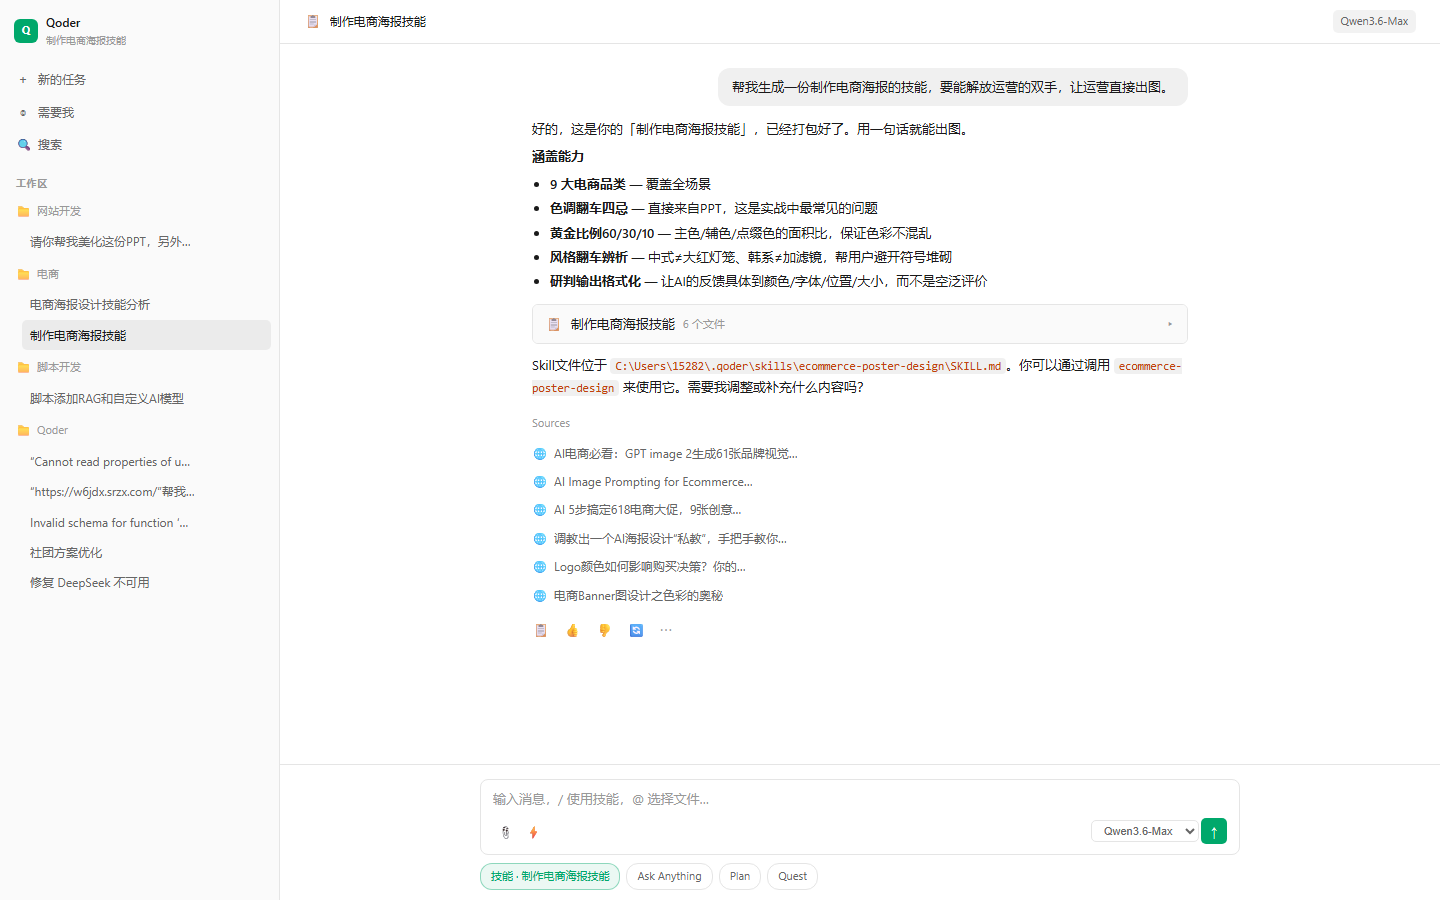 Qoder
制作电商海报技能
+ 新的任务
需要我
搜索
工作区
网站开发
请你帮我美化这份PPT，另外...
电商
电商海报设计技能分析
制作电商海报技能
脚本开发
脚本添加RAG和自定义AI模型
Qoder
“Cannot read properties of u...
“https://w6jdx.srzx.com/”帮我...
Invalid schema for function ‘...
社团方案优化
修复 DeepSeek 不可用
制作电商海报技能
Qwen3.6-Max
帮我生成一份制作电商海报的技能，要能解放运营的双手，让运营直接出图。
好的，这是你的「制作电商海报技能」，已经打包好了。用一句话就能出图。
涵盖能力
• 9 大电商品类 — 覆盖全场景
• 色调翻车四忌 — 直接来自PPT，这是实战中最常见的问题
• 黄金比例60/30/10 — 主色/辅色/点缀色的面积比，保证色彩不混乱
• 风格翻车辨析 — 中式≠大红灯笼、韩系≠加滤镜，帮用户避开符号堆砌
• 研判输出格式化 — 让AI的反馈具体到颜色/字体/位置/大小，而不是空泛评价
制作电商海报技能 6 个文件
Skill文件位于 C:\Users\15282\.qoder\skills\ecommerce-poster-design\SKILL.md 。你可以通过调用 ecommerce-
poster-design 来使用它。需要我调整或补充什么内容吗？
Sources
AI电商必看：GPT image 2生成61张品牌视觉...
AI Image Prompting for Ecommerce...
AI 5步搞定618电商大促，9张创意...
调教出一个AI海报设计“私教”，手把手教你...
Logo颜色如何影响购买决策？你的...
电商Banner图设计之色彩的奥秘
输入消息，/ 使用技能，@ 选择文件...
Qwen3.6-Max
技能 · 制作电商海报技能
Ask Anything
Plan
Quest